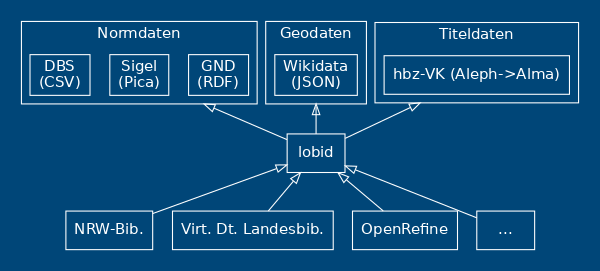 Normdaten
DBS
(CSV)
Sigel
(Pica)
GND
(RDF)
Geodaten
Wikidata
(JSON)
Titeldaten
hbz-VK (Aleph->Alma)
lobid
NRW-Bib.
Virt. Dt. Landesbib.
OpenRefine
...